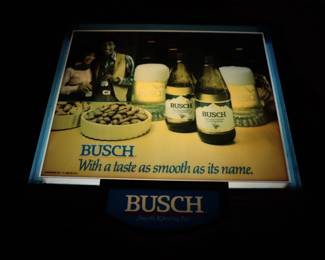 BUSCH
BUSCH
BUSCH.
With a taste as smooth as its name.
BUSCH